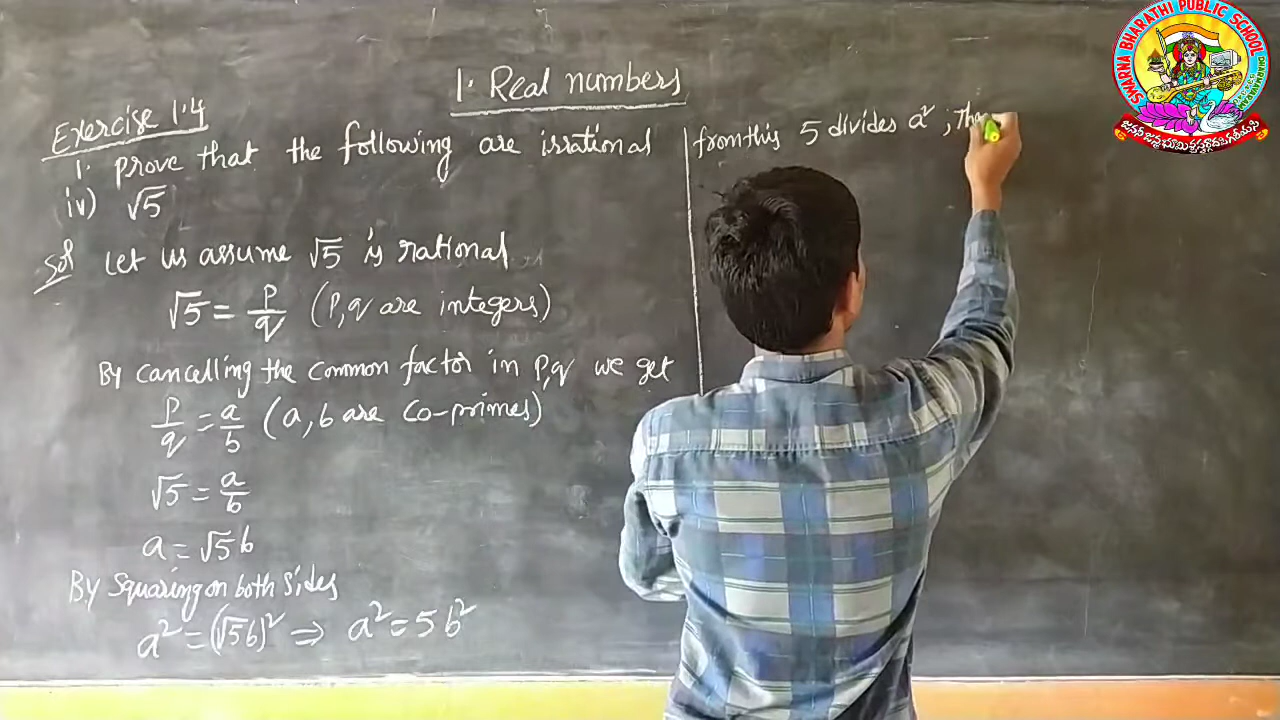 1. Real numbers
Exercise 1.4
1. prove that the following are irrational
iv) √5
Sol Let us assume √5 is rational
√5 = P/q (P,q are integers)
By cancelling the common factor in P,q we get
P/q = a/b (a,b are co-primes)
√5 = a/b
a = √5 b
By squaring on both sides
a² = (√5b)² ⇒ a² = 5b²
from this 5 divides a² ; the
SWARNA BHARATHI PUBLIC SCHOOL